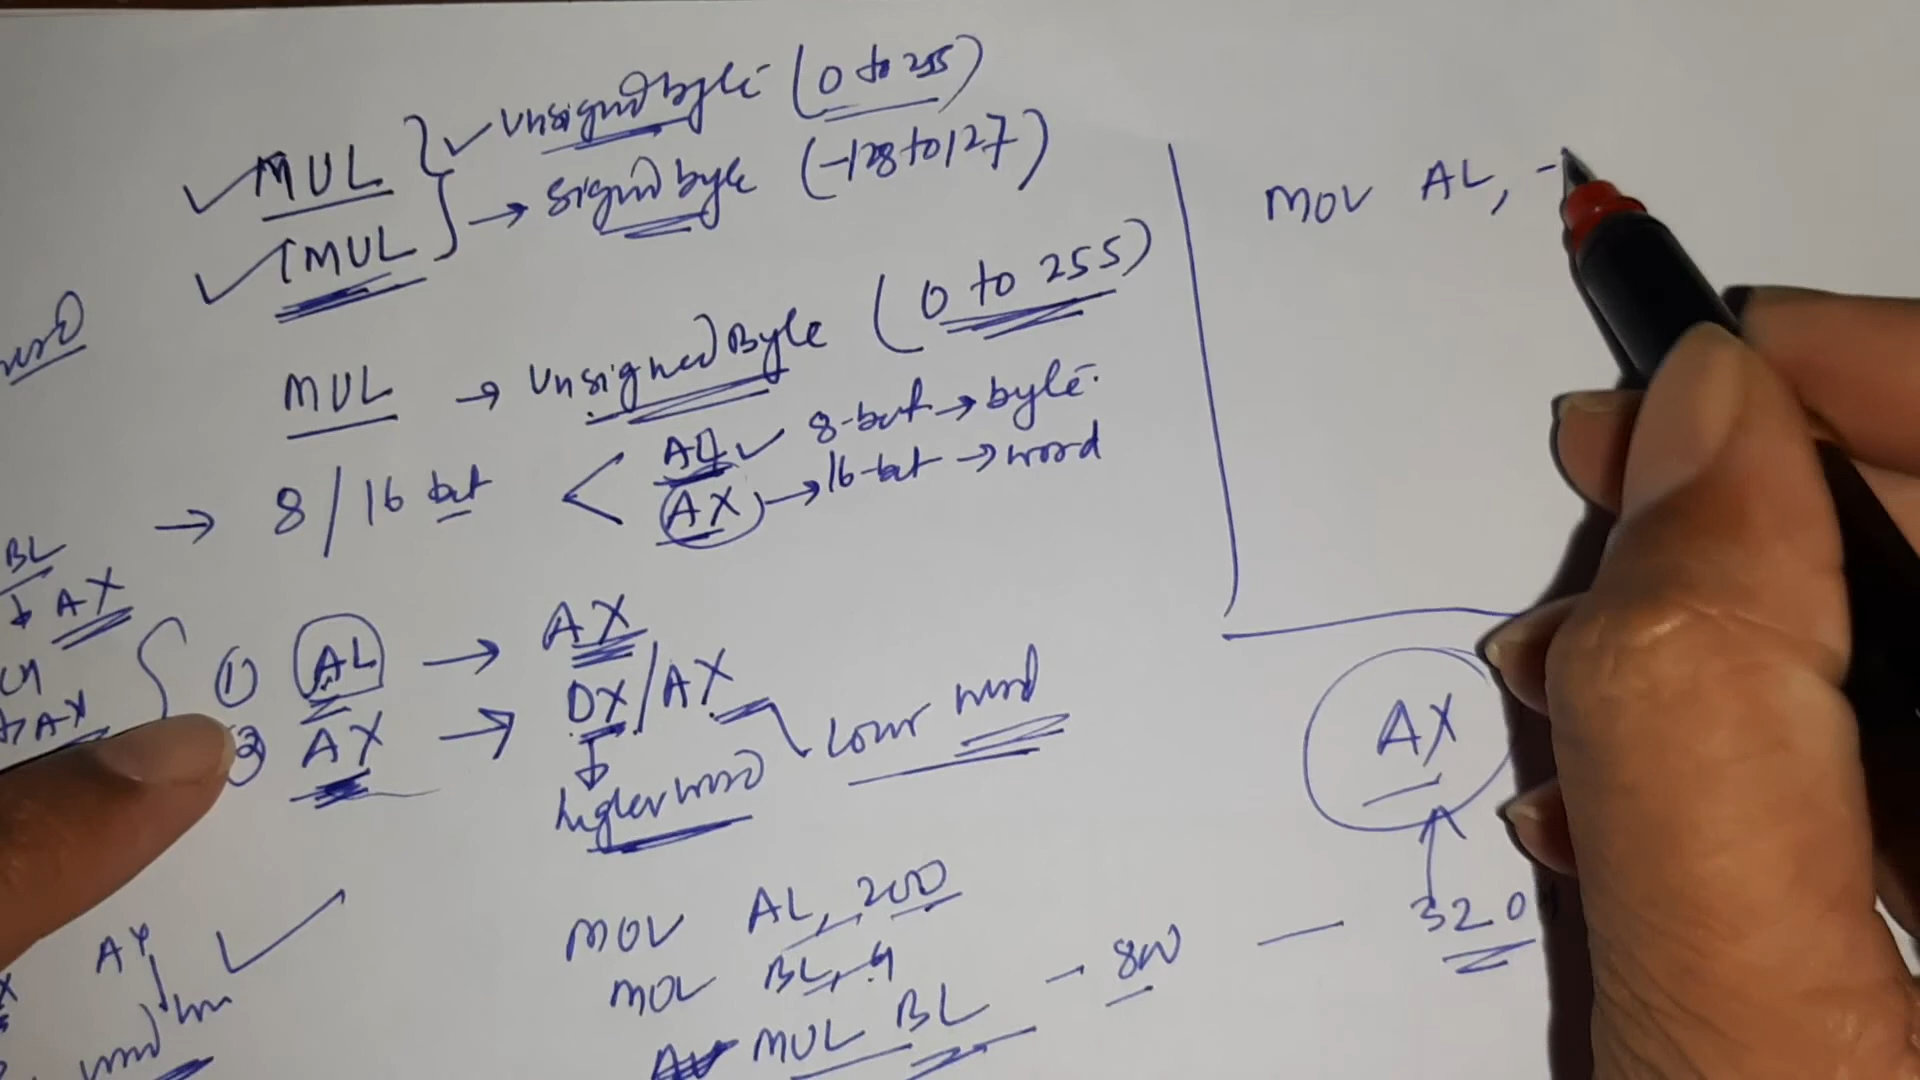 ✓ MUL } ✓ Unsigned byte (0 to 255)
✓ IMUL } → Signed byte (-128 to 127)
MUL → Unsigned Byte (0 to 255)
→ 8/16 bit < AL ✓ 8-bit → byte
AX → 16-bit → word
BL
↓ AX
① AL → AX
② AX → DX/AX Lower word
↓
higher word
AX
AX
MOV AL, 200
MOV BL, 4
MUL BL - 800 — 320
MOV AL, -
AX